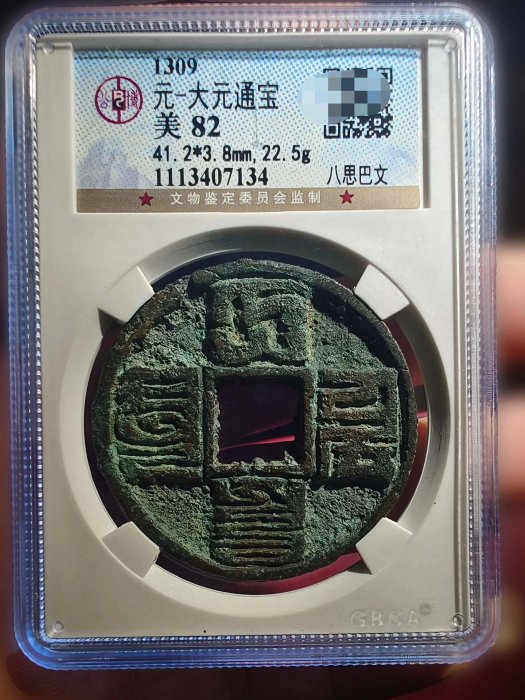 1309
元-大元通宝
美 82
41.2*3.8mm,22.5g
1113407134
八思巴文
★ 文物鉴定委员会监制 ★
GBCA